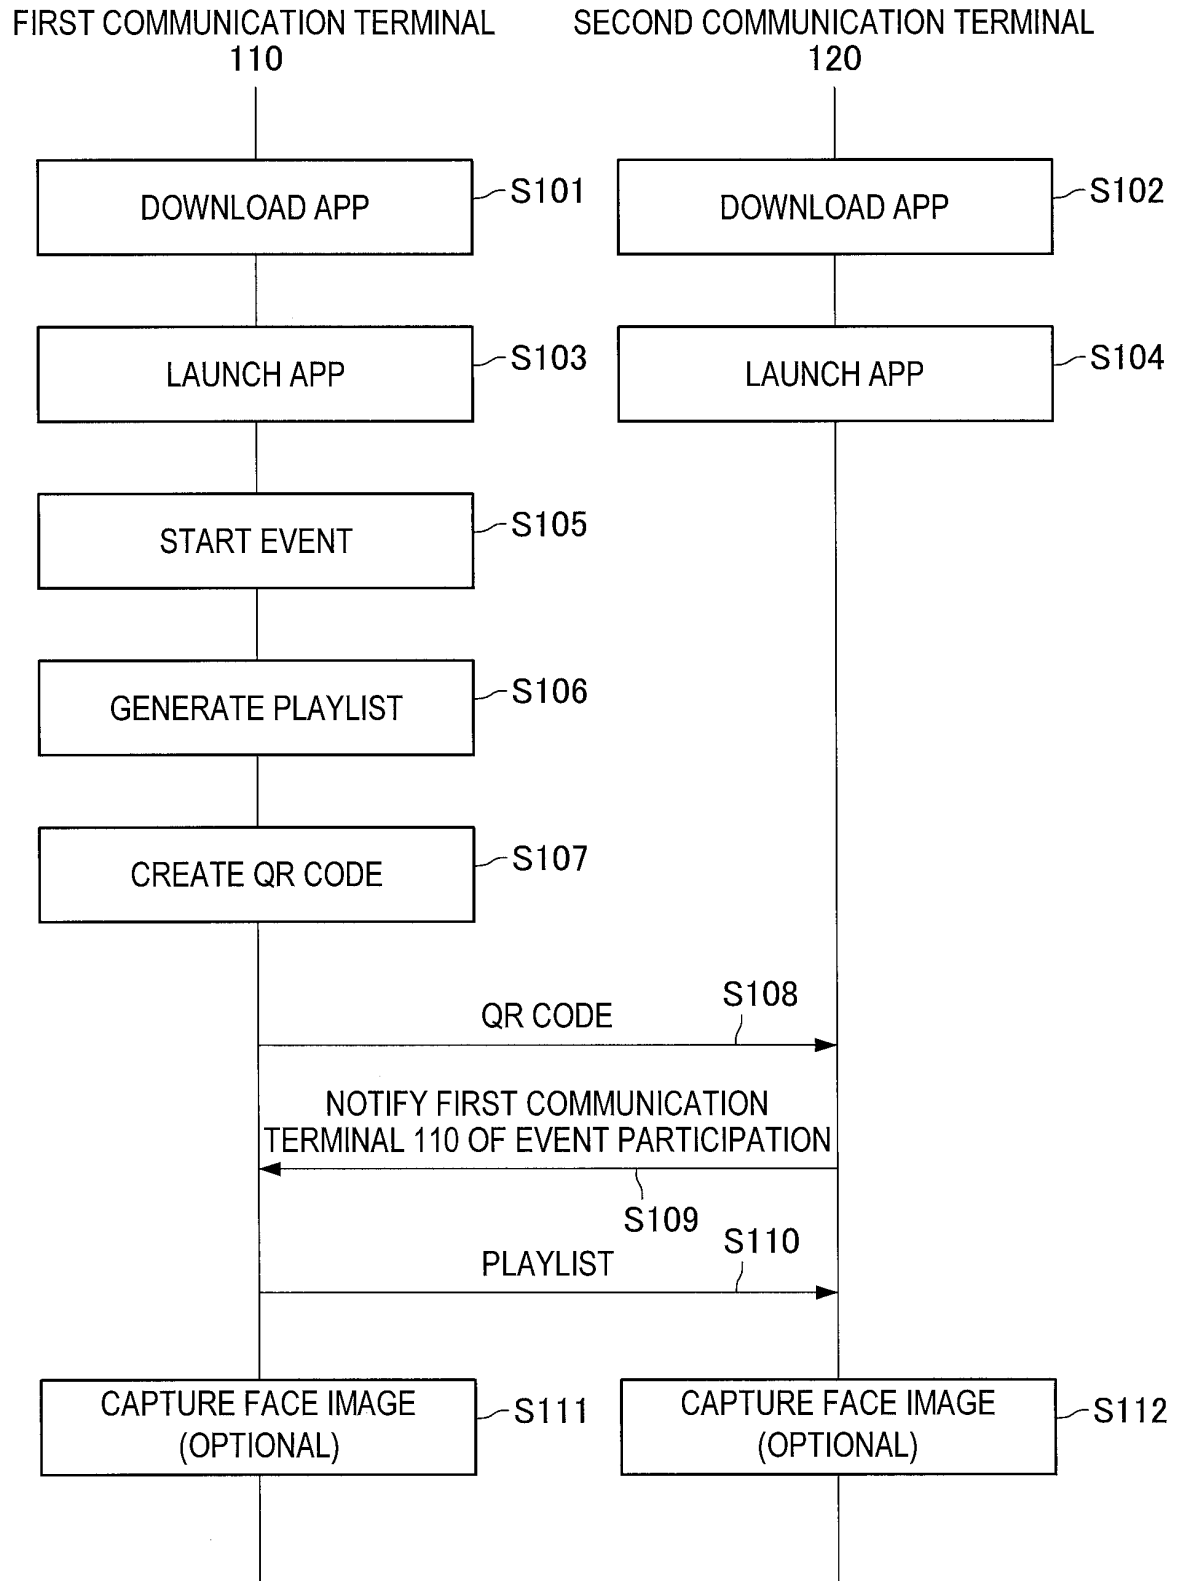 FIRST COMMUNICATION TERMINAL
110
SECOND COMMUNICATION TERMINAL
120
DOWNLOAD APP
S101
DOWNLOAD APP
S102
LAUNCH APP
S103
LAUNCH APP
S104
START EVENT
S105
GENERATE PLAYLIST
S106
CREATE QR CODE
S107
QR CODE
S108
NOTIFY FIRST COMMUNICATION
TERMINAL 110 OF EVENT PARTICIPATION
S109
PLAYLIST
S110
CAPTURE FACE IMAGE
(OPTIONAL)
S111
CAPTURE FACE IMAGE
(OPTIONAL)
S112